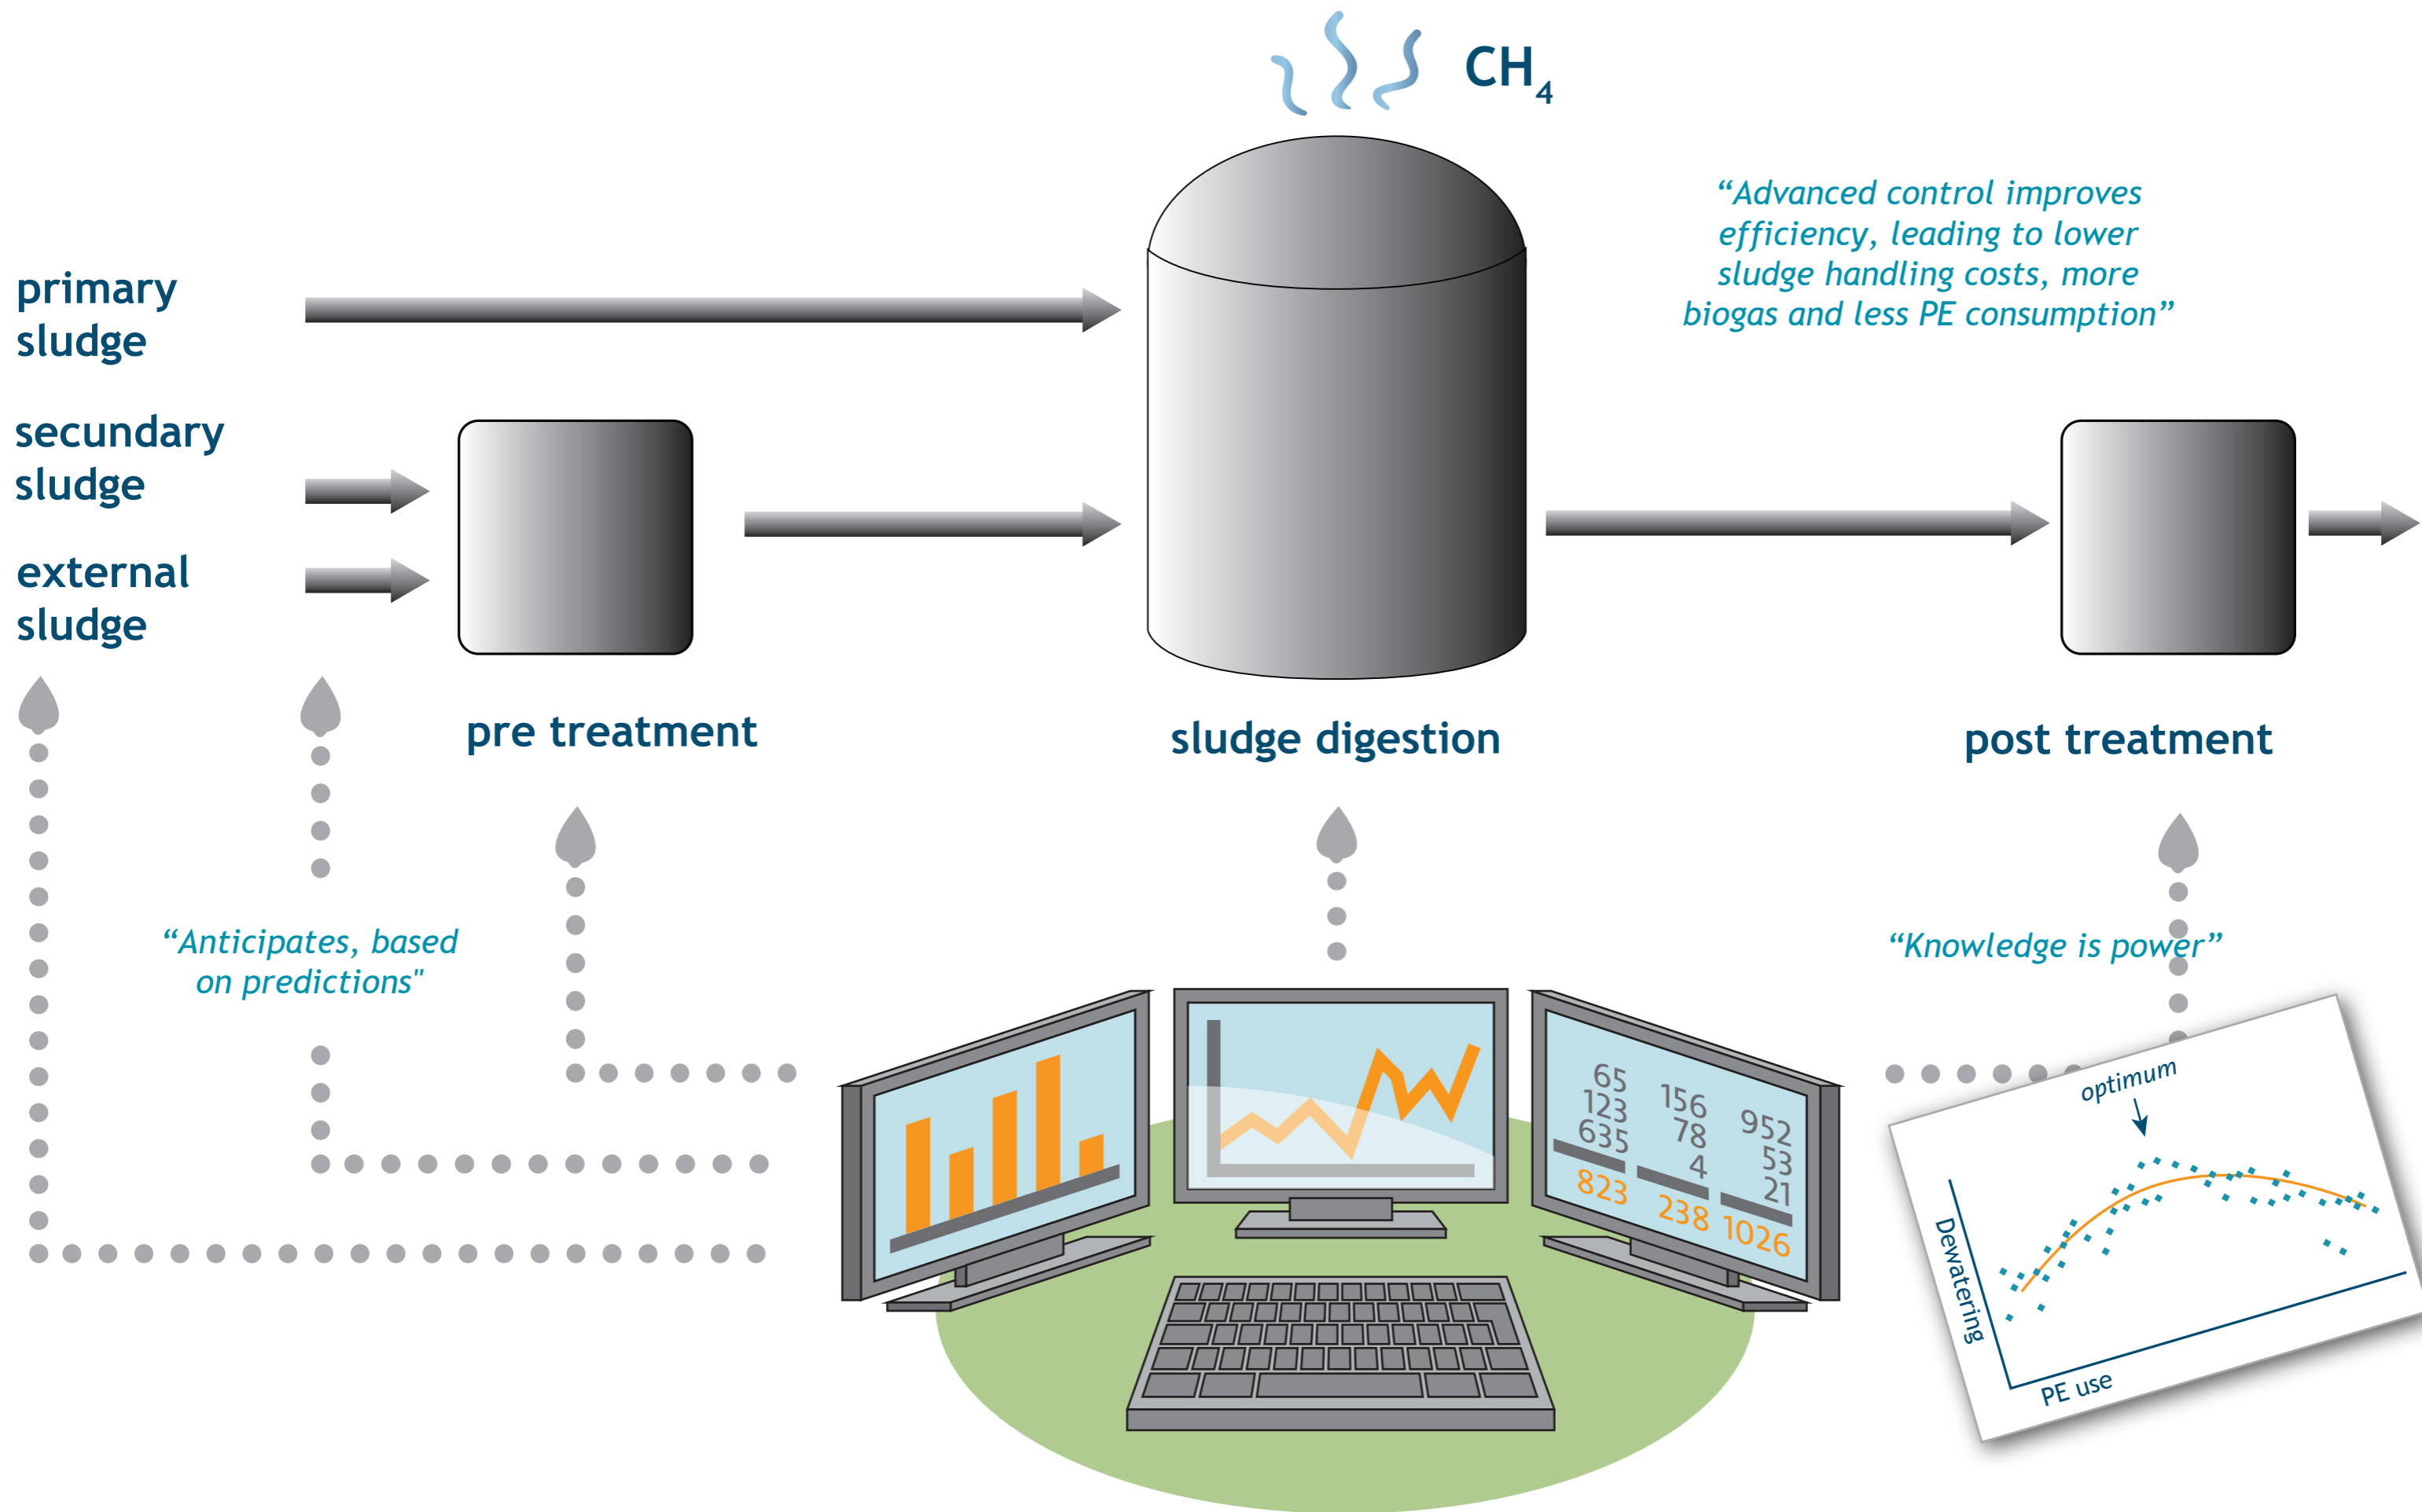 CH4
“Advanced control improves
efficiency, leading to lower
sludge handling costs, more
biogas and less PE consumption”
primary
sludge
secundary
sludge
external
sludge
pre treatment
sludge digestion
post treatment
“Anticipates, based
on predictions"
“Knowledge is power”
65 156 952
123 78 53
635 4 21
823 238 1026
optimum
Dewatering
PE use